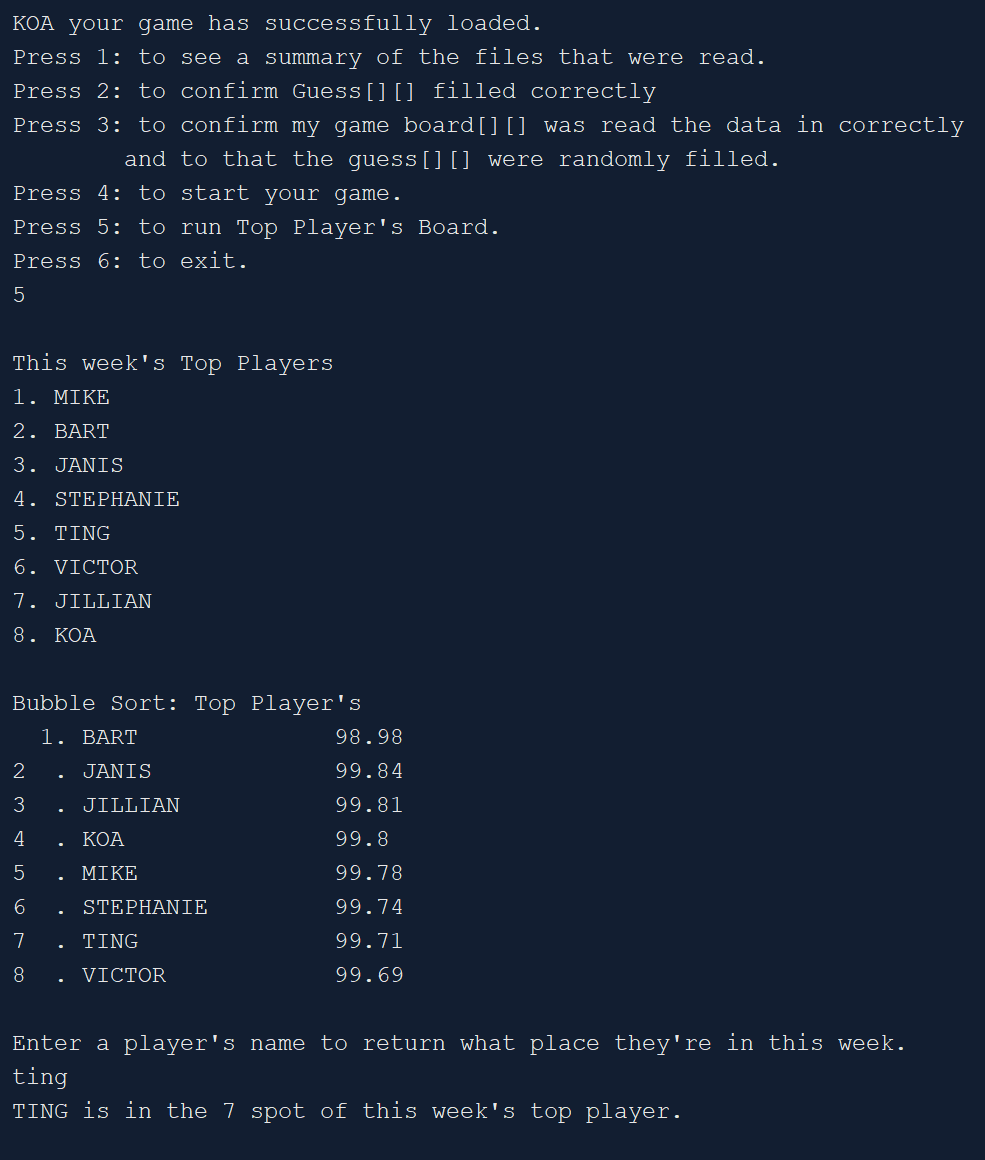 KOA your game has successfully loaded.
Press 1: to see a summary of the files that were read.
Press 2: to confirm Guess[][] filled correctly
Press 3: to confirm my game board[][] was read the data in correctly
and to that the guess[][] were randomly filled.
Press 4: to start your game.
Press 5: to run Top Player's Board.
Press 6: to exit.
5
This week's Top Players
1. MIKE
2. BART
3. JANIS
4. STEPHANIE
5. TING
6. VICTOR
7. JILLIAN
8. KOA
Bubble Sort: Top Player's
1. BART 98.98
2 . JANIS 99.84
3 . JILLIAN 99.81
4 . KOA 99.8
5 . MIKE 99.78
6 . STEPHANIE 99.74
7 . TING 99.71
8 . VICTOR 99.69
Enter a player's name to return what place they're in this week.
ting
TING is in the 7 spot of this week's top player.